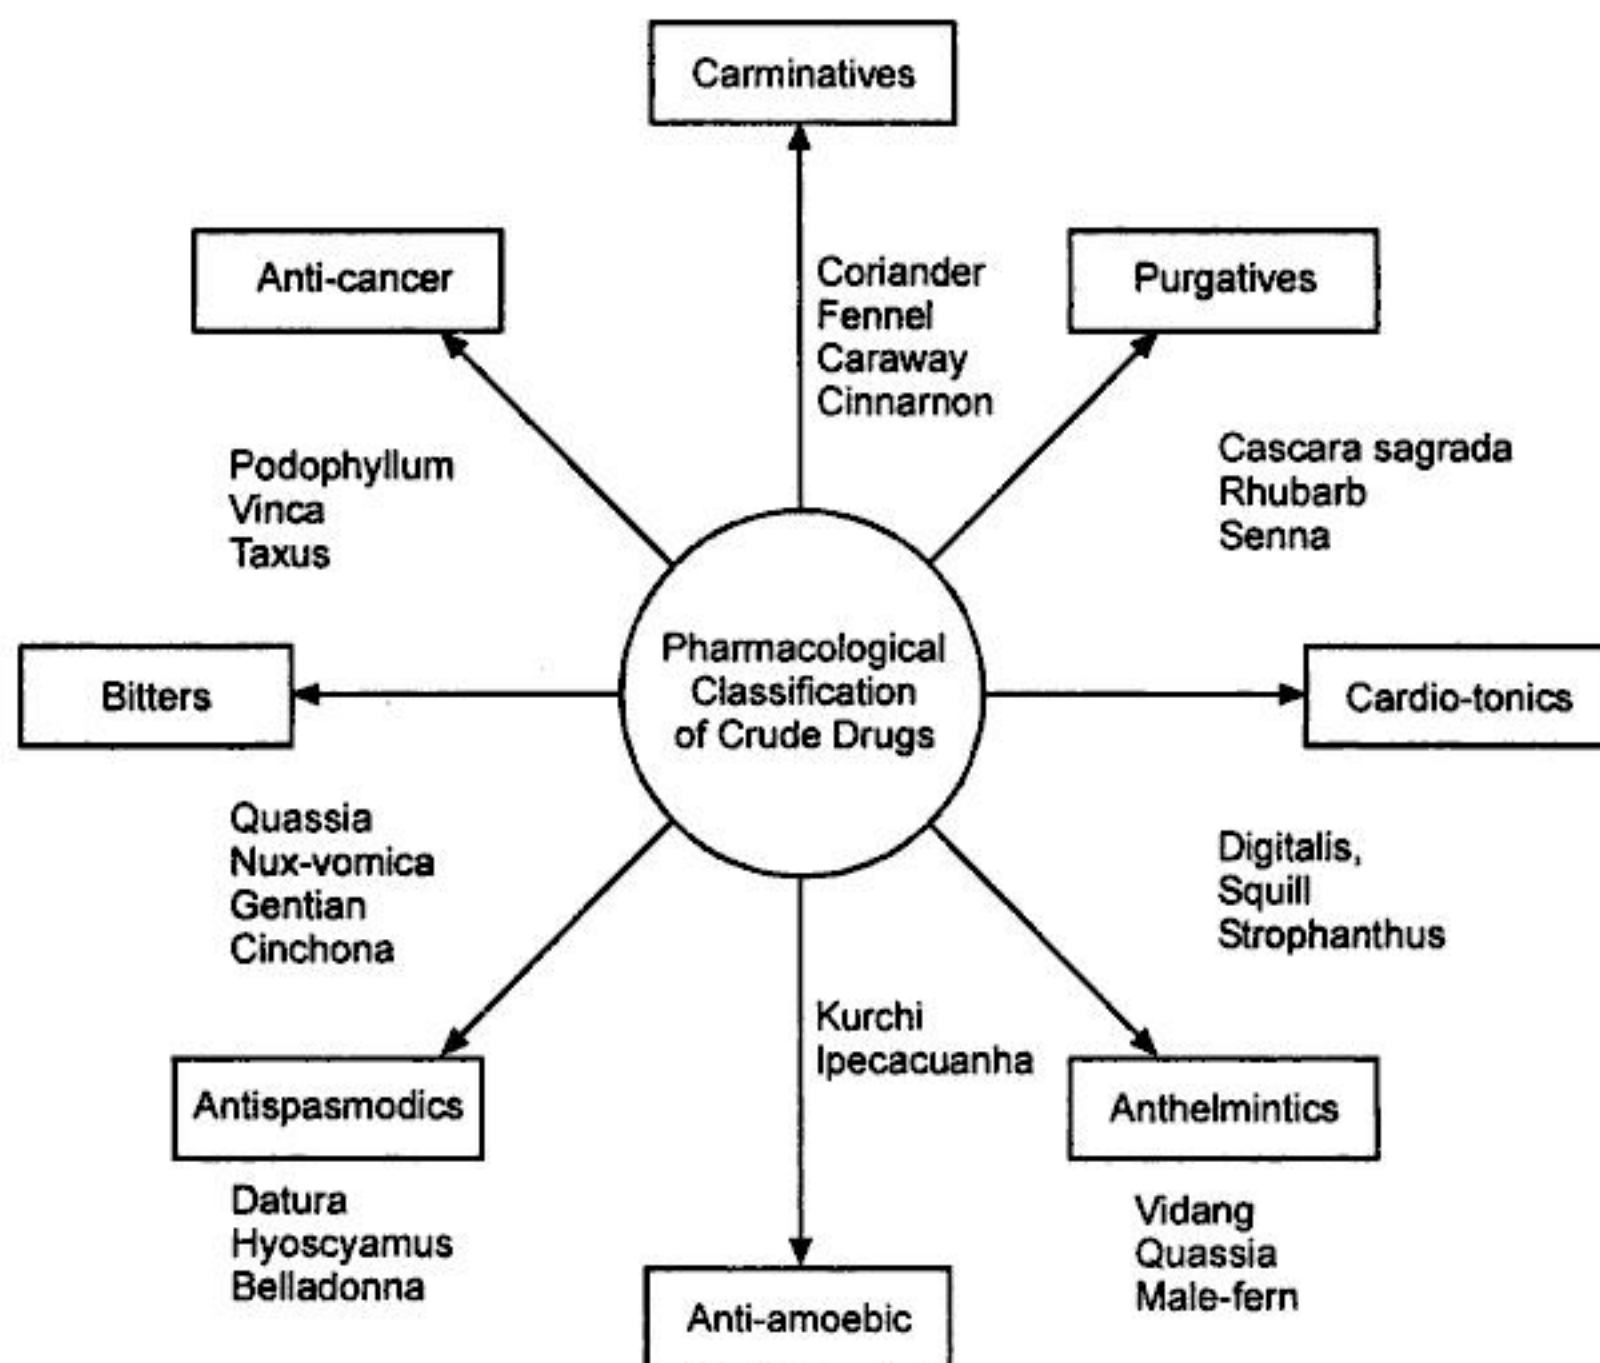 Carminatives
Anti-cancer
Purgatives
Coriander
Fennel
Caraway
Cinnarnon
Podophyllum
Vinca
Taxus
Cascara sagrada
Rhubarb
Senna
Pharmacological
Classification
of Crude Drugs
Bitters
Cardio-tonics
Quassia
Nux-vomica
Gentian
Cinchona
Digitalis,
Squill
Strophanthus
Kurchi
Ipecacuanha
Antispasmodics
Anthelmintics
Datura
Hyoscyamus
Belladonna
Vidang
Quassia
Male-fern
Anti-amoebic